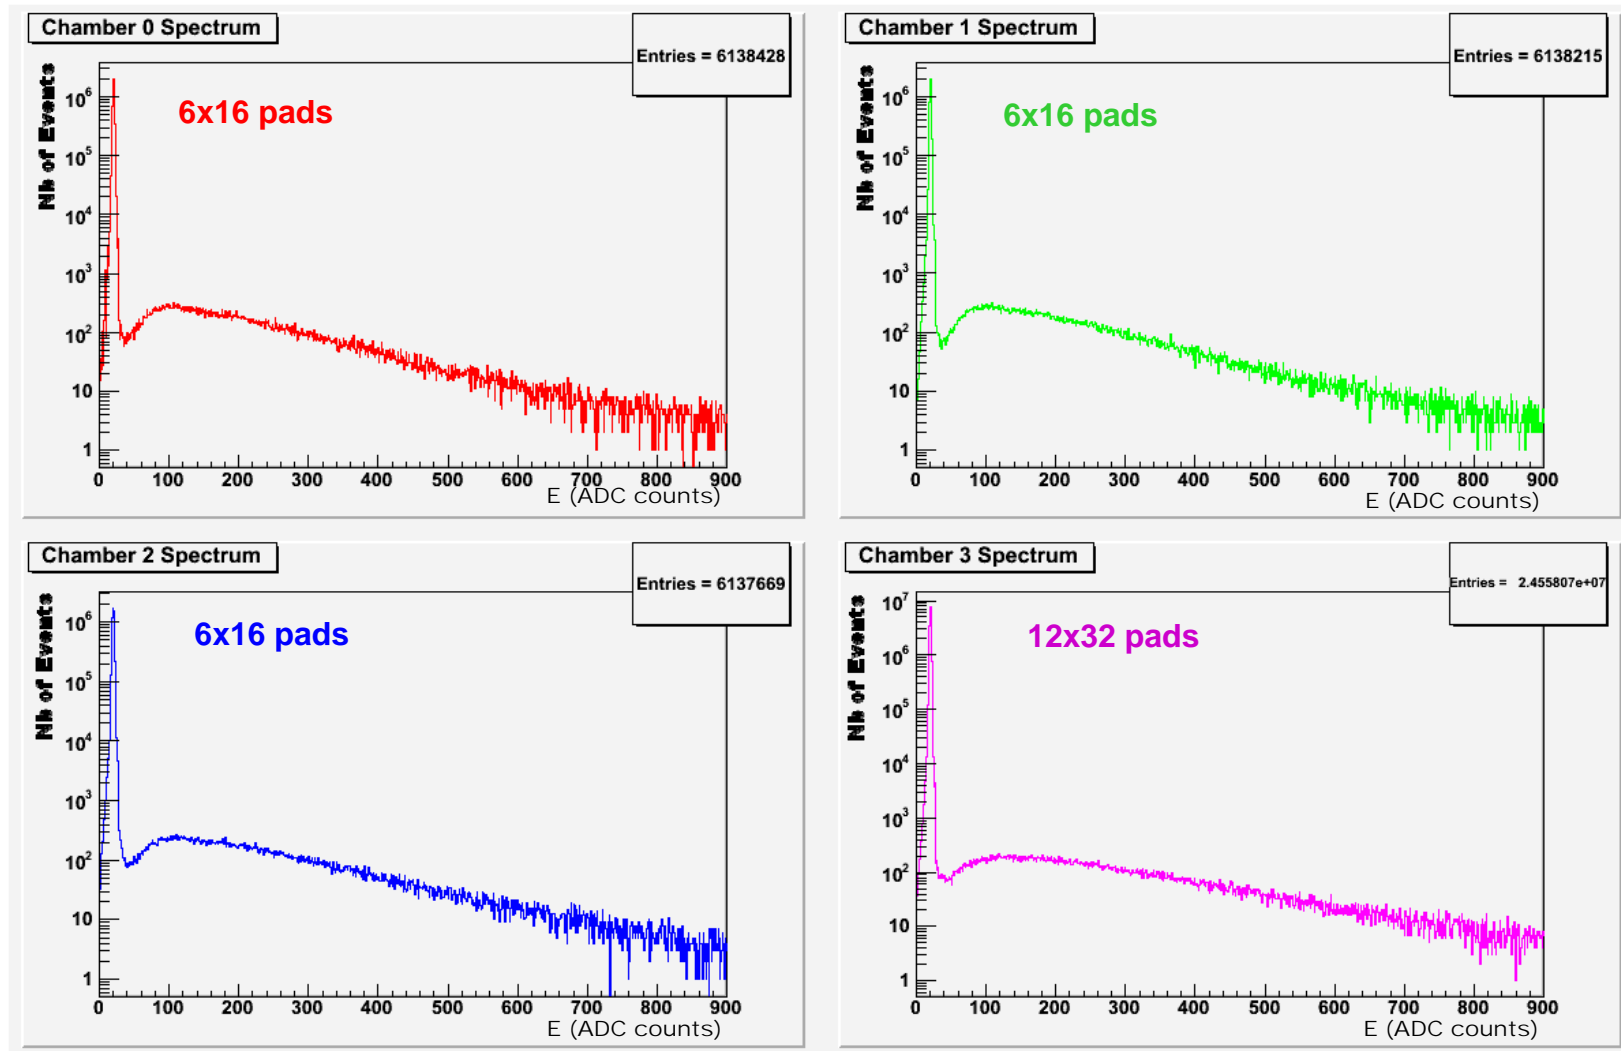 Chamber 0 Spectrum
Entries = 6138428
6x16 pads
Nb of Events
10^6
10^5
10^4
10^3
10^2
10
1
0 100 200 300 400 500 600 700 800 900
E (ADC counts)
Chamber 1 Spectrum
Entries = 6138215
6x16 pads
Nb of Events
10^6
10^5
10^4
10^3
10^2
10
1
0 100 200 300 400 500 600 700 800 900
E (ADC counts)
Chamber 2 Spectrum
Entries = 6137669
6x16 pads
Nb of Events
10^6
10^5
10^4
10^3
10^2
10
1
0 100 200 300 400 500 600 700 800 900
E (ADC counts)
Chamber 3 Spectrum
Entries = 2.455807e+07
12x32 pads
Nb of Events
10^7
10^6
10^5
10^4
10^3
10^2
10
1
0 100 200 300 400 500 600 700 800 900
E (ADC counts)